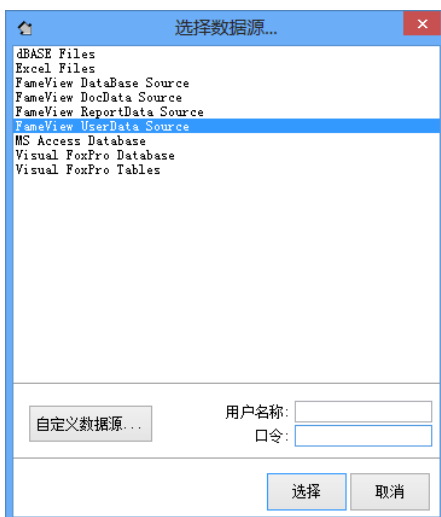 选择数据源...
dBASE Files
Excel Files
FameView DataBase Source
FameView DocData Source
FameView ReportData Source
FameView UserData Source
MS Access Database
Visual FoxPro Database
Visual FoxPro Tables
自定义数据源...
用户名称:
口令:
选择
取消